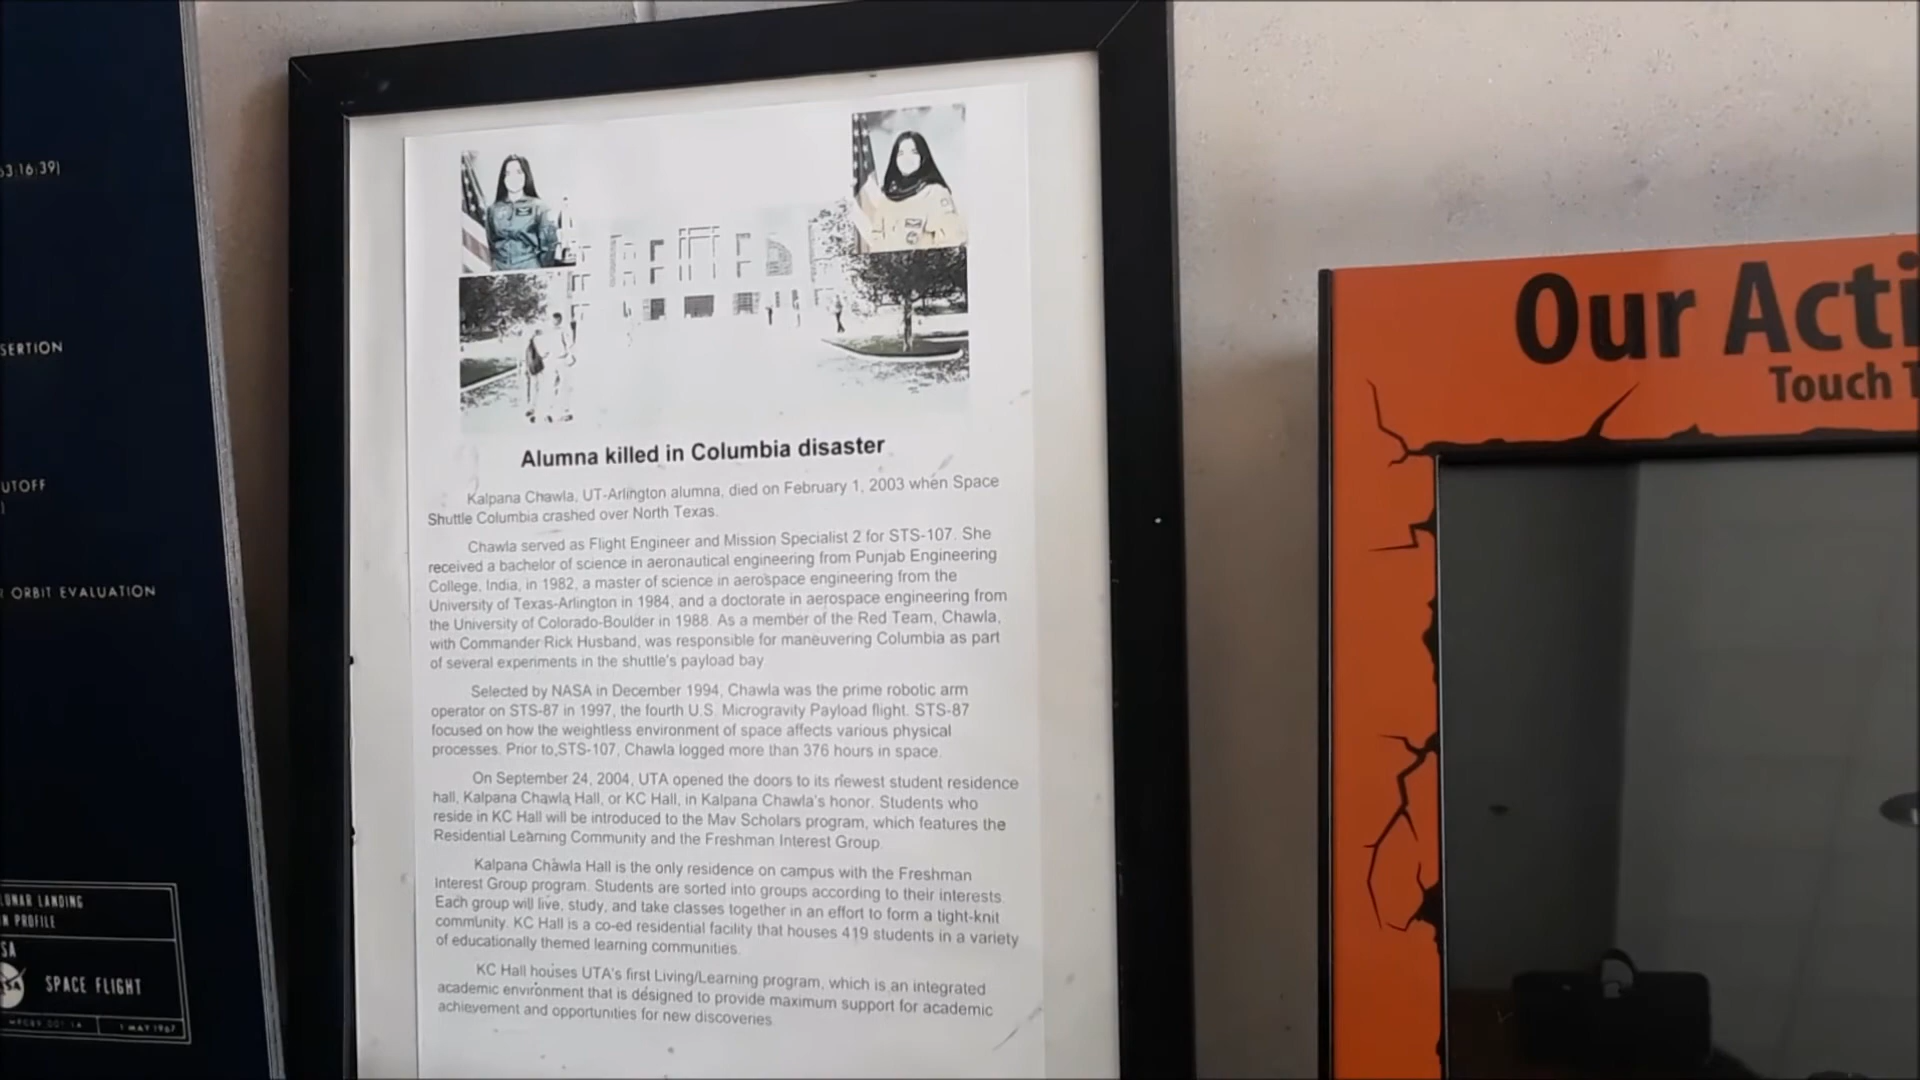 53:16:39)
SERTION
UTOFF
R ORBIT EVALUATION
LUNAR LANDING
N PROFILE
SA
SPACE FLIGHT
1 MAY 1967
Alumna killed in Columbia disaster
Kalpana Chawla, UT-Arlington alumna, died on February 1, 2003 when Space
Shuttle Columbia crashed over North Texas.
Chawla served as Flight Engineer and Mission Specialist 2 for STS-107. She
received a bachelor of science in aeronautical engineering from Punjab Engineering
College, India, in 1982, a master of science in aerospace engineering from the
University of Texas-Arlington in 1984, and a doctorate in aerospace engineering from
the University of Colorado-Boulder in 1988. As a member of the Red Team, Chawla,
with Commander Rick Husband, was responsible for maneuvering Columbia as part
of several experiments in the shuttle's payload bay.
Selected by NASA in December 1994, Chawla was the prime robotic arm
operator on STS-87 in 1997, the fourth U.S. Microgravity Payload flight. STS-87
focused on how the weightless environment of space affects various physical
processes. Prior to STS-107, Chawla logged more than 376 hours in space.
On September 24, 2004, UTA opened the doors to its newest student residence
hall, Kalpana Chawla Hall, or KC Hall, in Kalpana Chawla's honor. Students who
reside in KC Hall will be introduced to the Mav Scholars program, which features the
Residential Learning Community and the Freshman Interest Group.
Kalpana Chawla Hall is the only residence on campus with the Freshman
Interest Group program. Students are sorted into groups according to their interests.
Each group will live, study, and take classes together in an effort to form a tight-knit
community. KC Hall is a co-ed residential facility that houses 419 students in a variety
of educationally themed learning communities.
KC Hall houses UTA's first Living/Learning program, which is an integrated
academic environment that is designed to provide maximum support for academic
achievement and opportunities for new discoveries.
Our Acti
Touch T